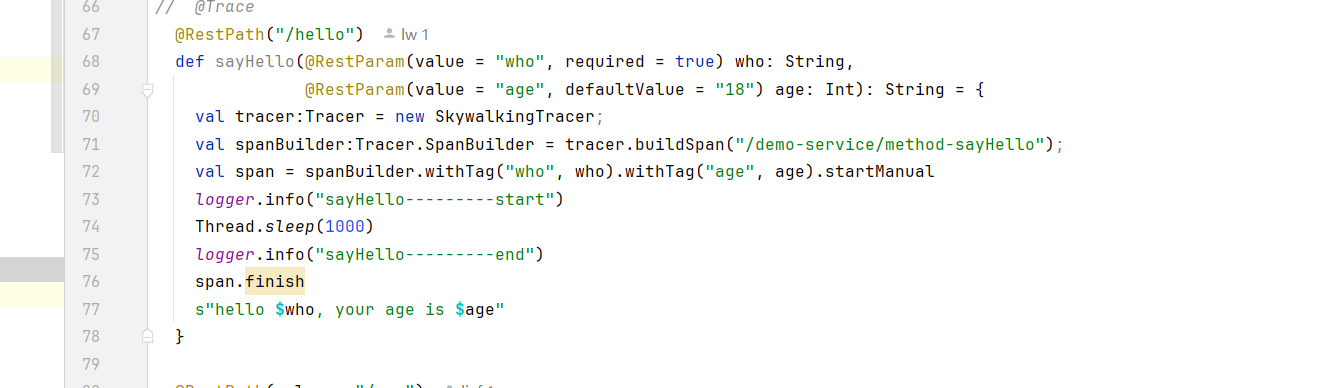 66 // @Trace
67 @RestPath("/hello") lw 1
68 def sayHello(@RestParam(value = "who", required = true) who: String,
69 @RestParam(value = "age", defaultValue = "18") age: Int): String = {
70 val tracer:Tracer = new SkywalkingTracer;
71 val spanBuilder:Tracer.SpanBuilder = tracer.buildSpan("/demo-service/method-sayHello");
72 val span = spanBuilder.withTag("who", who).withTag("age", age).startManual
73 logger.info("sayHello---------start")
74 Thread.sleep(1000)
75 logger.info("sayHello---------end")
76 span.finish
77 s"hello $who, your age is $age"
78 }
79